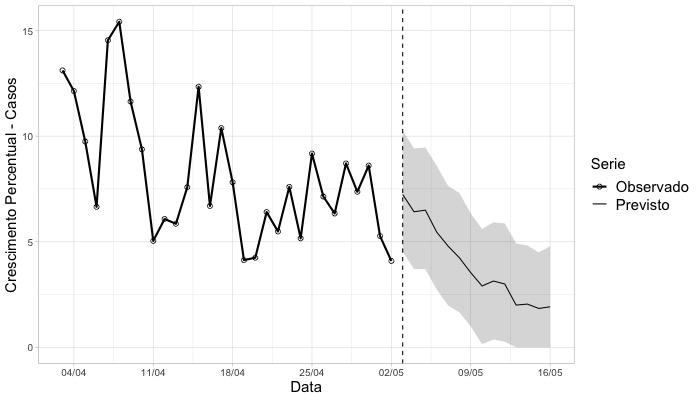 Crescimento Percentual - Casos
15
10
5
0
04/04
11/04
18/04
25/04
02/05
09/05
16/05
Data
Serie
Observado
Previsto